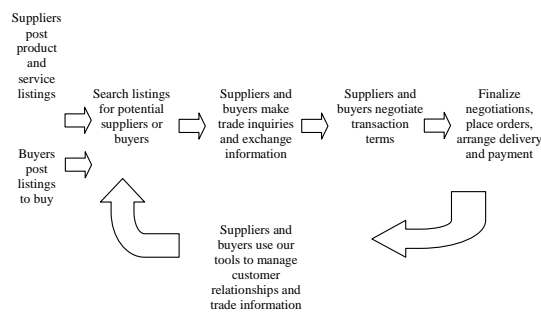 Suppliers
post
product
and
service
listings
Buyers
post
listings
to buy
Search listings
for potential
suppliers or
buyers
Suppliers and
buyers make
trade inquiries
and exchange
information
Suppliers and
buyers negotiate
transaction
terms
Finalize
negotiations,
place orders,
arrange delivery
and payment
Suppliers and
buyers use our
tools to manage
customer
relationships and
trade information